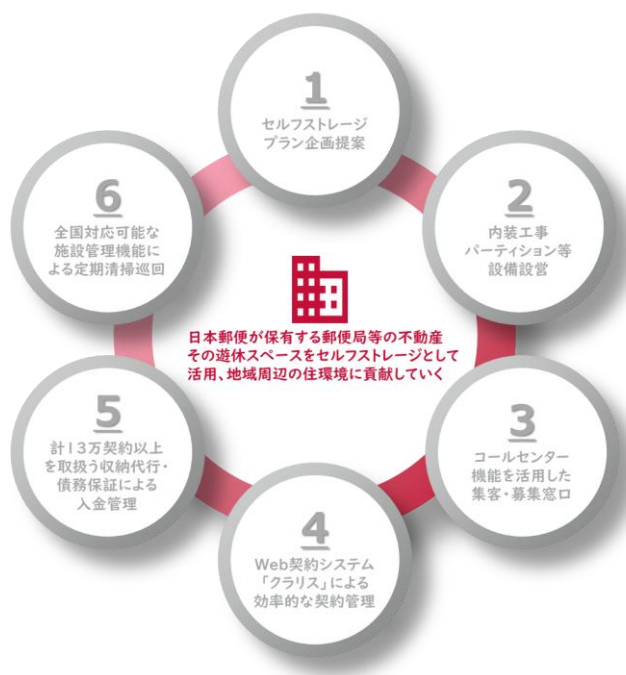 1
セルフストレージ
プラン企画提案
2
内装工事
パーティション等
設備設営
3
コールセンター
機能を活用した
集客・募集窓口
4
Web契約システム
「クラリス」による
効率的な契約管理
5
計13万契約以上
を取扱う収納代行・
債務保証による
入金管理
6
全国対応可能な
施設管理機能に
よる定期清掃巡回
日本郵便が保有する郵便局等の不動産
その遊休スペースをセルフストレージとして
活用、地域周辺の住環境に貢献していく